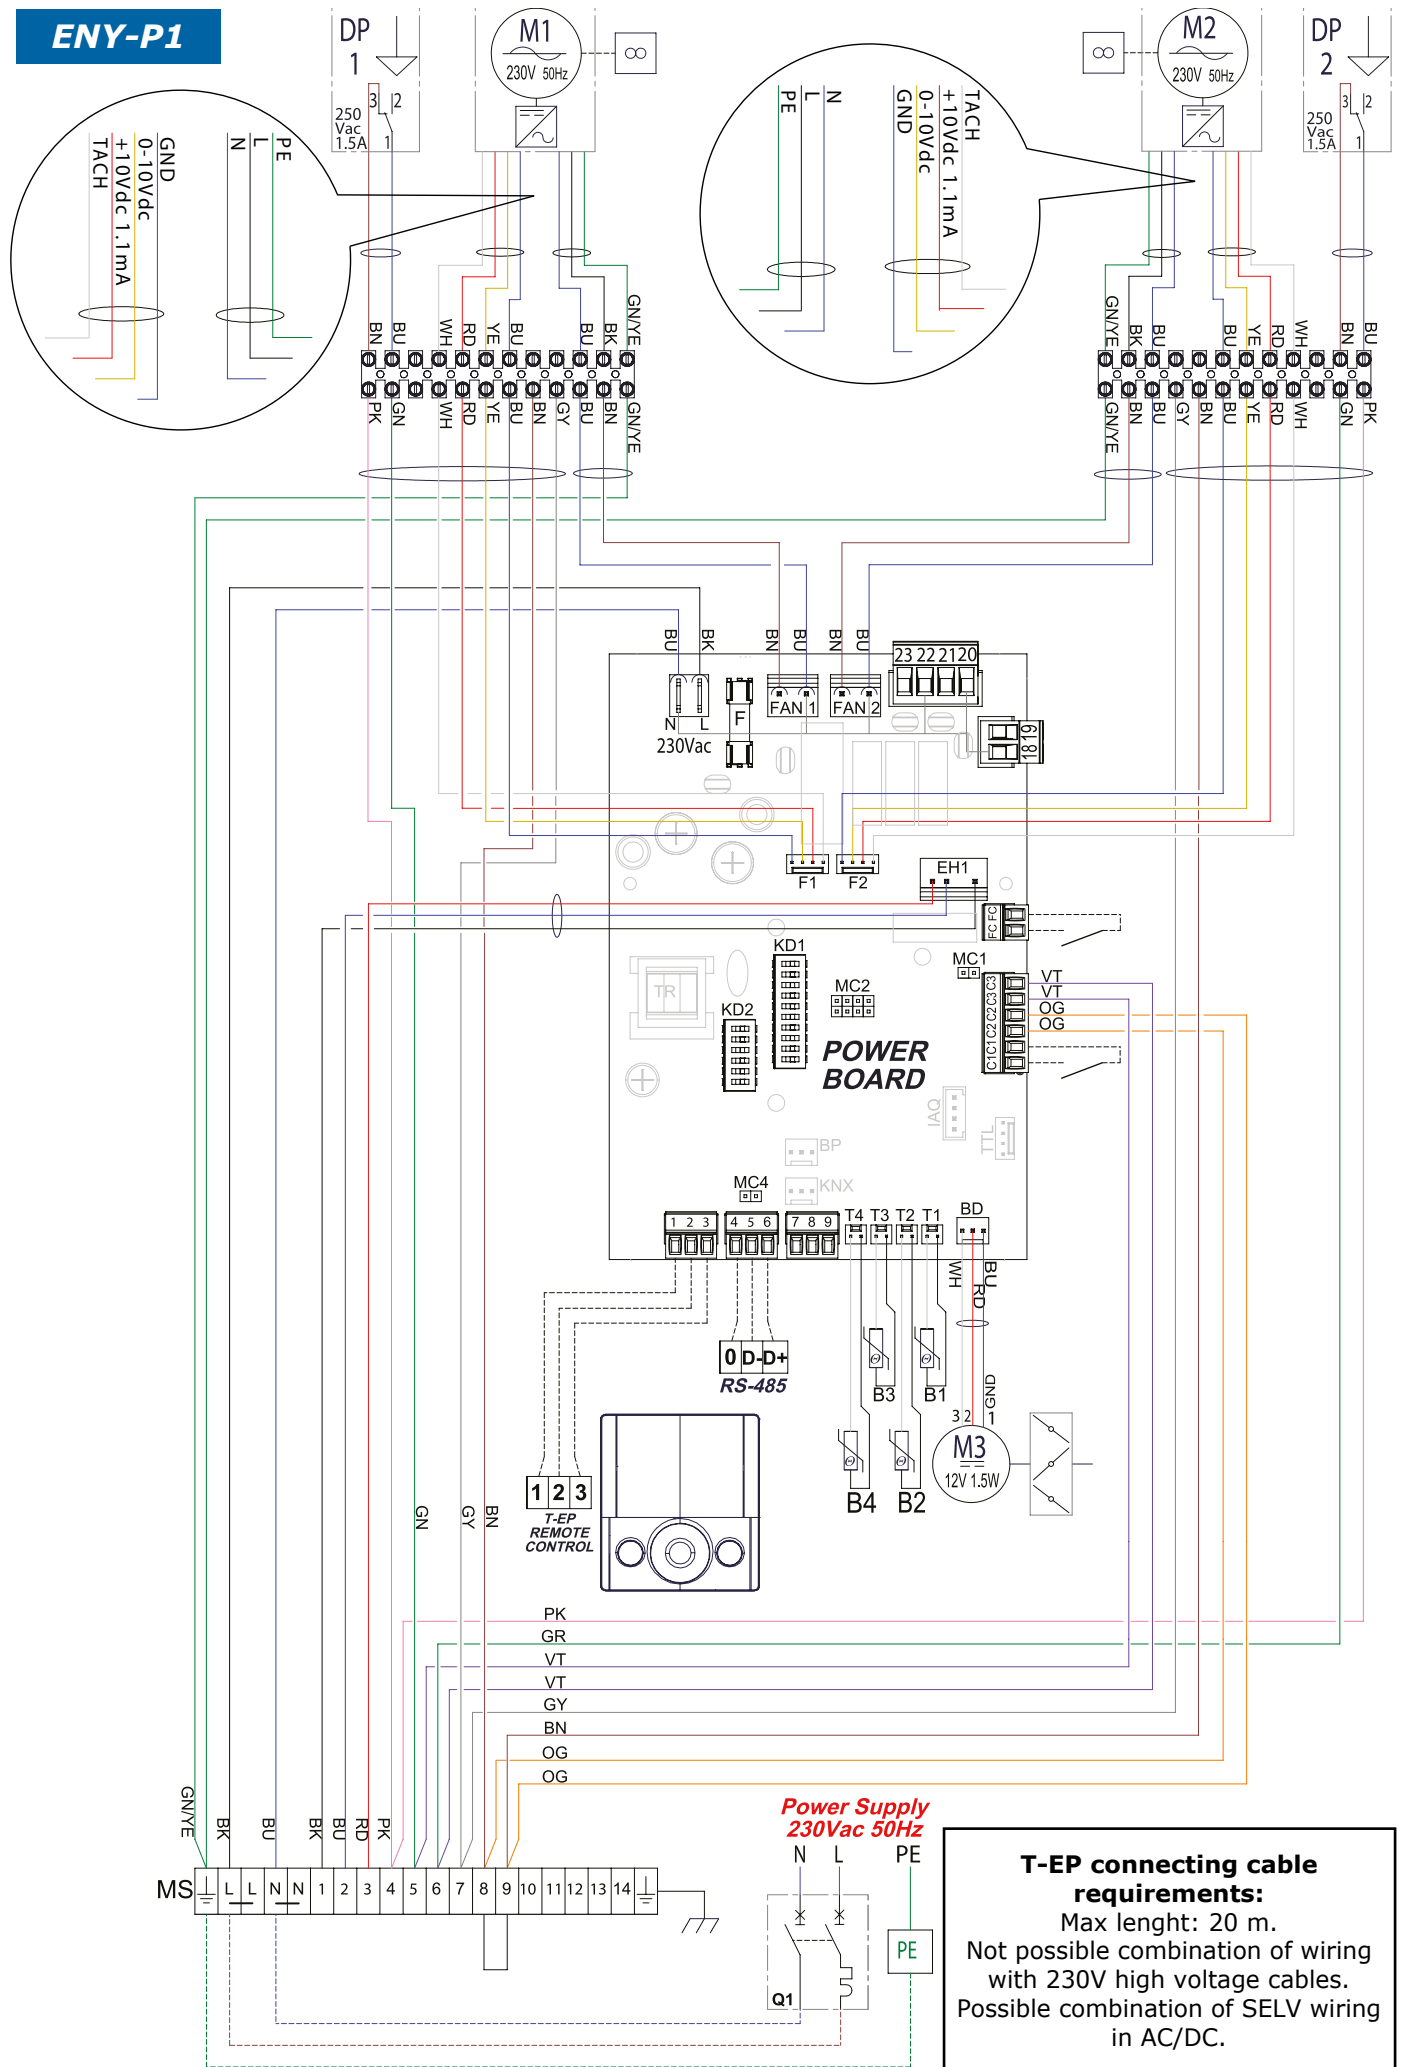 ENY-P1
DP
1
3
2
250
Vac
1.5A
1
M1
230V 50Hz
8
8
M2
230V 50Hz
DP
2
3
2
250
Vac
1.5A
1
TACH
+10Vdc 1.1mA
0-10Vdc
GND
N
L
PE
PE
L
N
GND
0-10Vdc
+10Vdc 1.1mA
TACH
BN
BU
WH
RD
YE
BU
BU
BK
GN/YE
GN/YE
BK
BU
BU
YE
RD
WH
BN
BU
PK
GN
WH
RD
YE
BU
BN
GY
BU
BN
GN/YE
GN/YE
BN
BU
GY
BN
BU
YE
RD
WH
GN
PK
BU
BK
BN
BU
BN
BU
N
L
230Vac
F
FAN 1
FAN 2
23 22 21 20
18 19
F1
F2
EH1
FC FC
KD1
KD2
MC2
MC1
TR
C1 C1 C2 C2 C3 C3
VT
VT
OG
OG
POWER
BOARD
IAQ
TTL
BP
KNX
MC4
1 2 3
4 5 6
7 8 9
T4 T3 T2 T1
BD
WH
RD
BU
0 D- D+
RS-485
B3
B1
GND
3 2 1
M3
12V 1.5W
B4
B2
1 2 3
T-EP
REMOTE
CONTROL
GN
GY
BN
PK
GR
VT
VT
GY
BN
OG
OG
GN/YE
BK
BU
BK
BU
RD
PK
MS
L L N N 1 2 3 4 5 6 7 8 9 10 11 12 13 14
Power Supply
230Vac 50Hz
N
L
PE
PE
Q1
T-EP connecting cable
requirements:
Max lenght: 20 m.
Not possible combination of wiring
with 230V high voltage cables.
Possible combination of SELV wiring
in AC/DC.